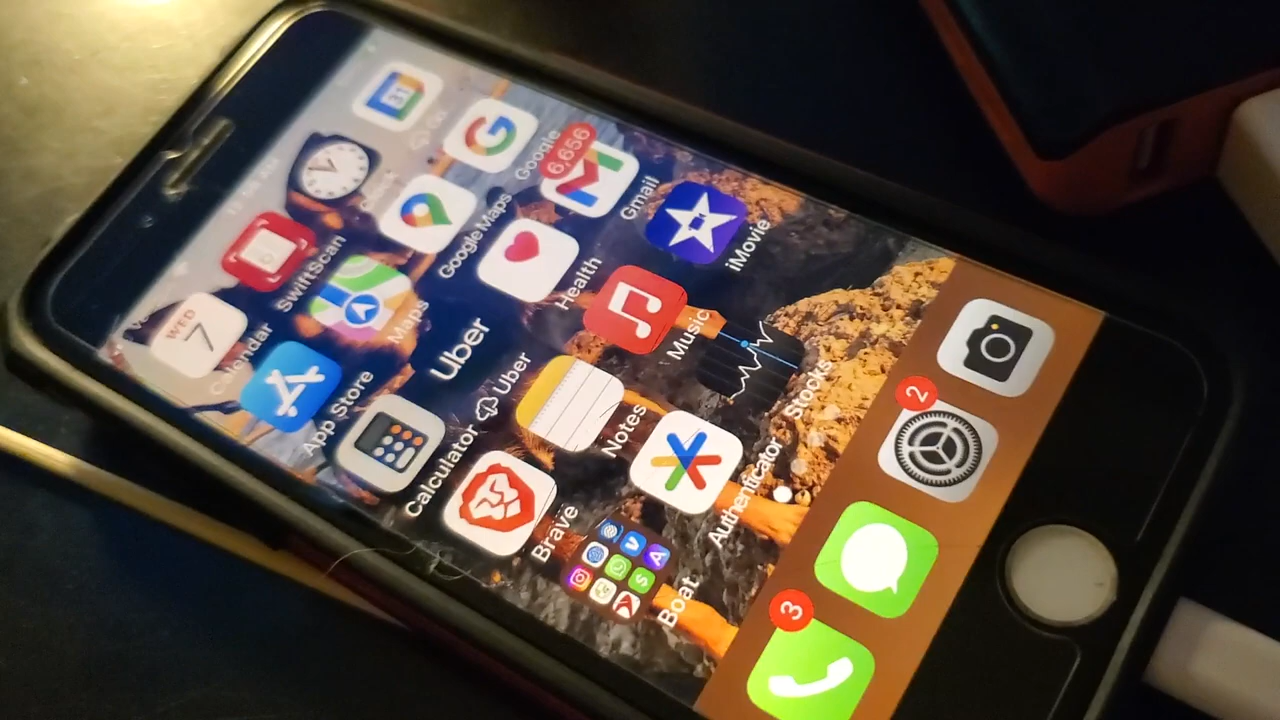 WED
7
31
Calendar
SwiftScan
App Store
Maps
Google Maps
Google
6,656
Uber
Calculator
Uber
Health
Gmail
Brave
Notes
Music
iMovie
Boat
Authenticator
Stocks
3
2